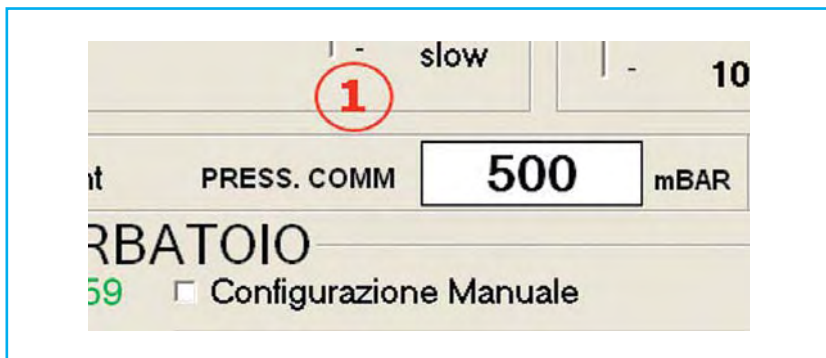 - slow - 10
1
nt PRESS. COMM 500 mBAR
RBATOIO
59 Configurazione Manuale